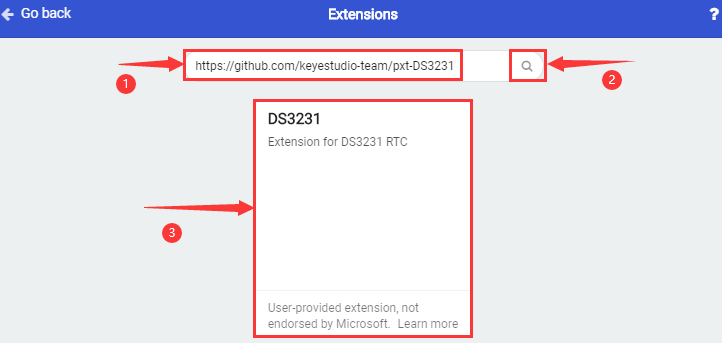 Go back
Extensions
?
https://github.com/keyestudio-team/pxt-DS3231
1
2
DS3231
Extension for DS3231 RTC
3
User-provided extension, not
endorsed by Microsoft. Learn more